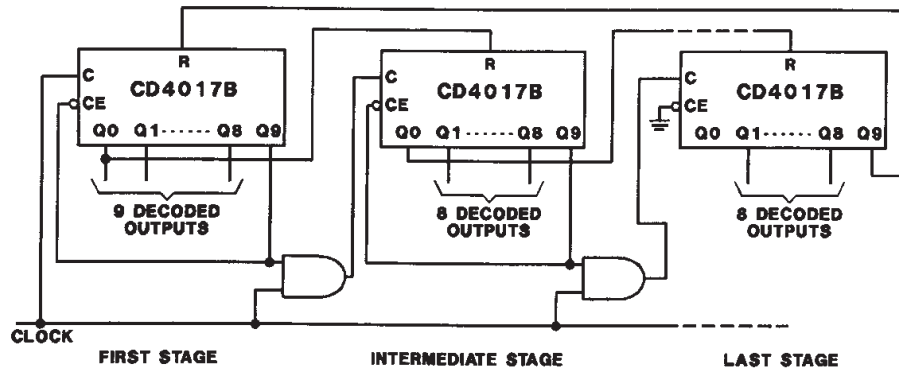 R
C
CD4017B
CE
Q0 Q1 ······ Q8 Q9
9 DECODED
OUTPUTS
R
C
CD4017B
CE
Q0 Q1 ······ Q8 Q9
8 DECODED
OUTPUTS
R
C
CD4017B
CE
Q0 Q1 ······ Q8 Q9
8 DECODED
OUTPUTS
CLOCK
FIRST STAGE
INTERMEDIATE STAGE
LAST STAGE